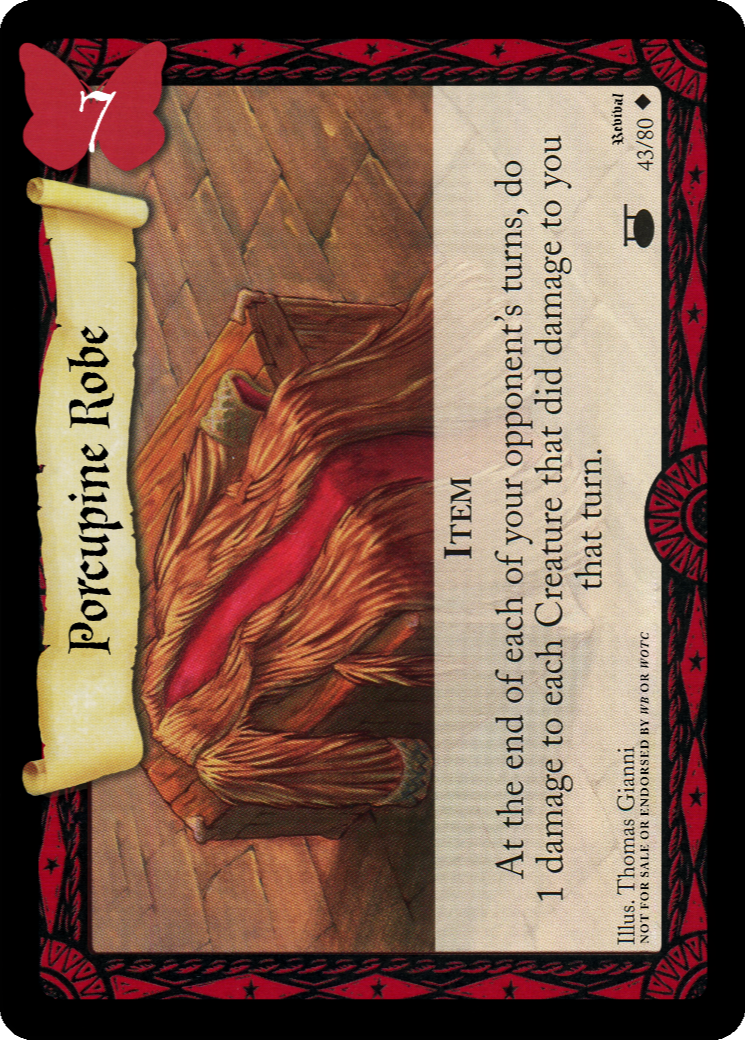 7
Porcupine Robe
ITEM
At the end of each of your opponent's turns, do
1 damage to each Creature that did damage to you
that turn.
Illus. Thomas Gianni
NOT FOR SALE OR ENDORSED BY WB OR WOTC
Revival
43/80